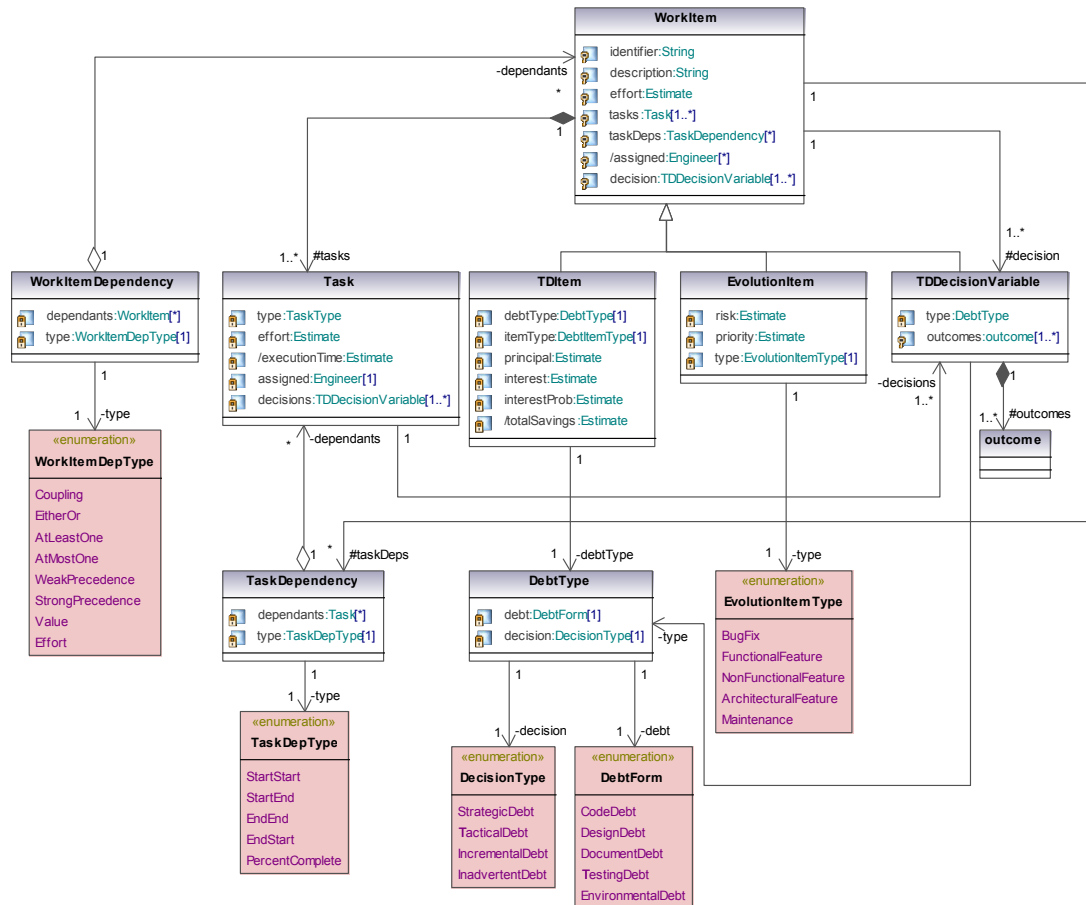 WorkItem
identifier:String
description:String
effort:Estimate
tasks:Task[1..*]
taskDeps:TaskDependency[*]
/assigned:Engineer[*]
decision:TDDecisionVariable[1..*]
-dependants
*
1
1
1
1..*
#tasks
1..*
#decision
1
WorkItemDependency
dependants:WorkItem[*]
type:WorkItemDepType[1]
1
1
-type
Task
type:TaskType
effort:Estimate
/executionTime:Estimate
assigned:Engineer[1]
decisions:TDDecisionVariable[1..*]
*
-dependants
1
TDItem
debtType:DebtType[1]
itemType:DebtItemType[1]
principal:Estimate
interest:Estimate
interestProb:Estimate
/totalSavings:Estimate
1
EvolutionItem
risk:Estimate
priority:Estimate
type:EvolutionItemType[1]
1
TDDecisionVariable
type:DebtType
outcomes:outcome[1..*]
-decisions
1..*
1
1..*
#outcomes
outcome
«enumeration»
WorkItemDepType
Coupling
EitherOr
AtLeastOne
AtMostOne
WeakPrecedence
StrongPrecedence
Value
Effort
1
*
#taskDeps
1
-debtType
1
-type
TaskDependency
dependants:Task[*]
type:TaskDepType[1]
1
1
-type
DebtType
debt:DebtForm[1]
decision:DecisionType[1]
1
1
-type
1
-decision
1
-debt
«enumeration»
EvolutionItemType
BugFix
FunctionalFeature
NonFunctionalFeature
ArchitecturalFeature
Maintenance
«enumeration»
TaskDepType
StartStart
StartEnd
EndEnd
EndStart
PercentComplete
«enumeration»
DecisionType
StrategicDebt
TacticalDebt
IncrementalDebt
InadvertentDebt
«enumeration»
DebtForm
CodeDebt
DesignDebt
DocumentDebt
TestingDebt
EnvironmentalDebt